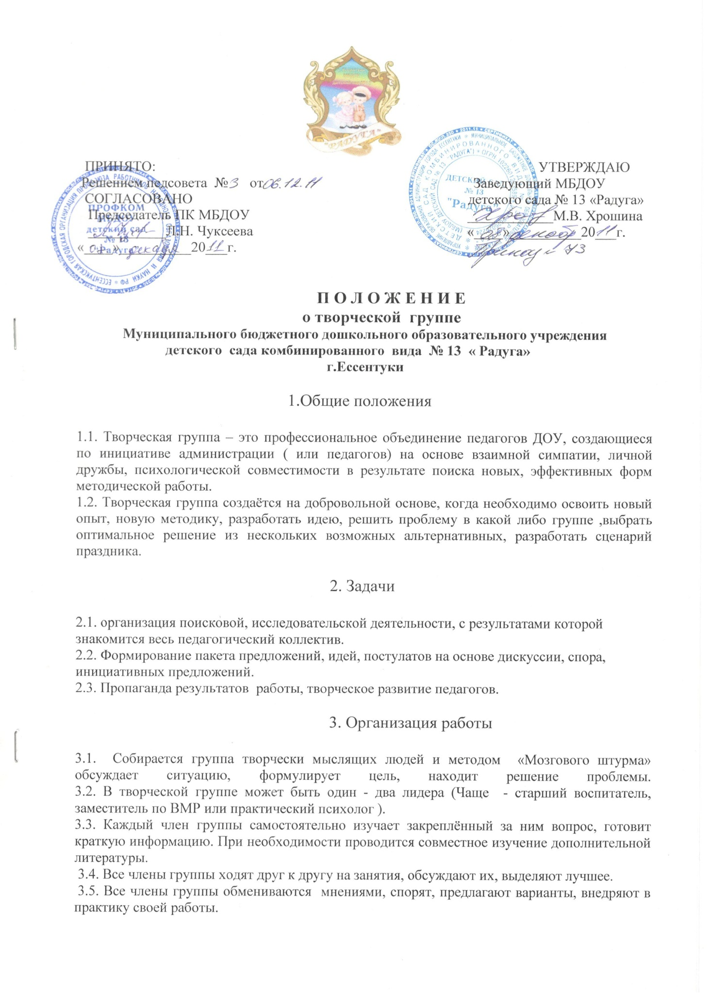 "РАДУГА"
ПРИНЯТО:
Решением педсовета № 3 от 06.12.11
СОГЛАСОВАНО
Председатель ПК МБДОУ
Л.Н. Чуксеева
« » декабря 2011 г.
ПРОФКОМ
МБДОУ
детский сад
№ 13
"Радуга"
УТВЕРЖДАЮ
Заведующий МБДОУ
детского сада № 13 «Радуга»
М.В. Хрошина
« » декабр 2011 г.
Приказ № 73
ДЕТСКИЙ САД
№ 13
"Радуга"
П О Л О Ж Е Н И Е
о творческой группе
Муниципального бюджетного дошкольного образовательного учреждения
детского сада комбинированного вида № 13 « Радуга»
г.Ессентуки
1.Общие положения
1.1. Творческая группа – это профессиональное объединение педагогов ДОУ, создающиеся
по инициативе администрации ( или педагогов) на основе взаимной симпатии, личной
дружбы, психологической совместимости в результате поиска новых, эффективных форм
методической работы.
1.2. Творческая группа создаётся на добровольной основе, когда необходимо освоить новый
опыт, новую методику, разработать идею, решить проблему в какой либо группе ,выбрать
оптимальное решение из нескольких возможных альтернативных, разработать сценарий
праздника.
2. Задачи
2.1. организация поисковой, исследовательской деятельности, с результатами которой
знакомится весь педагогический коллектив.
2.2. Формирование пакета предложений, идей, постулатов на основе дискуссии, спора,
инициативных предложений.
2.3. Пропаганда результатов работы, творческое развитие педагогов.
3. Организация работы
3.1. Собирается группа творчески мыслящих людей и методом «Мозгового штурма»
обсуждает ситуацию, формулирует цель, находит решение проблемы.
3.2. В творческой группе может быть один - два лидера (Чаще - старший воспитатель,
заместитель по ВМР или практический психолог ).
3.3. Каждый член группы самостоятельно изучает закреплённый за ним вопрос, готовит
краткую информацию. При необходимости проводится совместное изучение дополнительной
литературы.
3.4. Все члены группы ходят друг к другу на занятия, обсуждают их, выделяют лучшее.
3.5. Все члены группы обмениваются мнениями, спорят, предлагают варианты, внедряют в
практику своей работы.